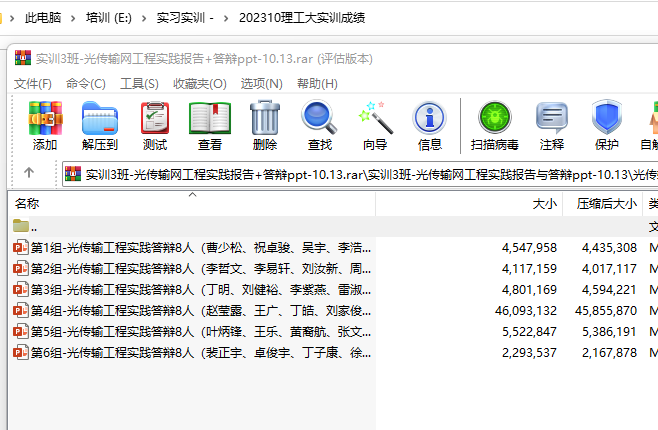 此电脑 > 培训 (E:) > 实习实训 - > 202310理工大实训成绩
实训3班-光传输网工程实践报告+答辩ppt-10.13.rar (评估版本)
文件(F) 命令(C) 工具(S) 收藏夹(O) 选项(N) 帮助(H)
添加 解压到 测试 查看 删除 查找 向导 信息 扫描病毒 注释 保护
实训3班-光传输网工程实践报告+答辩ppt-10.13.rar\实训3班-光传输网工程实践报告与答辩ppt-10.13\光传
名称 大小 压缩后大小
..
第1组-光传输工程实践答辩8人（曹少松、祝卓骏、吴宇、李浩... 4,547,958 4,435,308
第2组-光传输工程实践答辩8人（李哲文、李易轩、刘汝新、周... 4,117,159 4,017,117
第3组-光传输工程实践答辩8人（丁明、刘健裕、李紫燕、雷淑... 4,801,169 4,594,221
第4组-光传输工程实践答辩8人（赵莹露、王广、丁皓、刘家俊... 46,093,132 45,855,870
第5组-光传输工程实践答辩8人（叶炳锋、王乐、黄裔航、张文... 5,522,847 5,386,191
第6组-光传输工程实践答辩8人（裴正宇、卓俊宇、丁子康、徐... 2,293,537 2,167,878